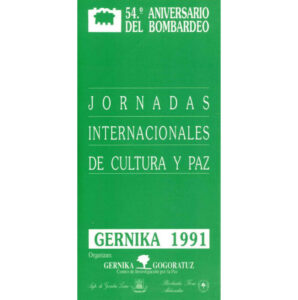 54.º ANIVERSARIO
DEL BOMBARDEO
JORNADAS
INTERNACIONALES
DE CULTURA Y PAZ
GERNIKA 1991
Organizan:
GERNIKA GOGORATUZ
Centro de Investigación por la Paz